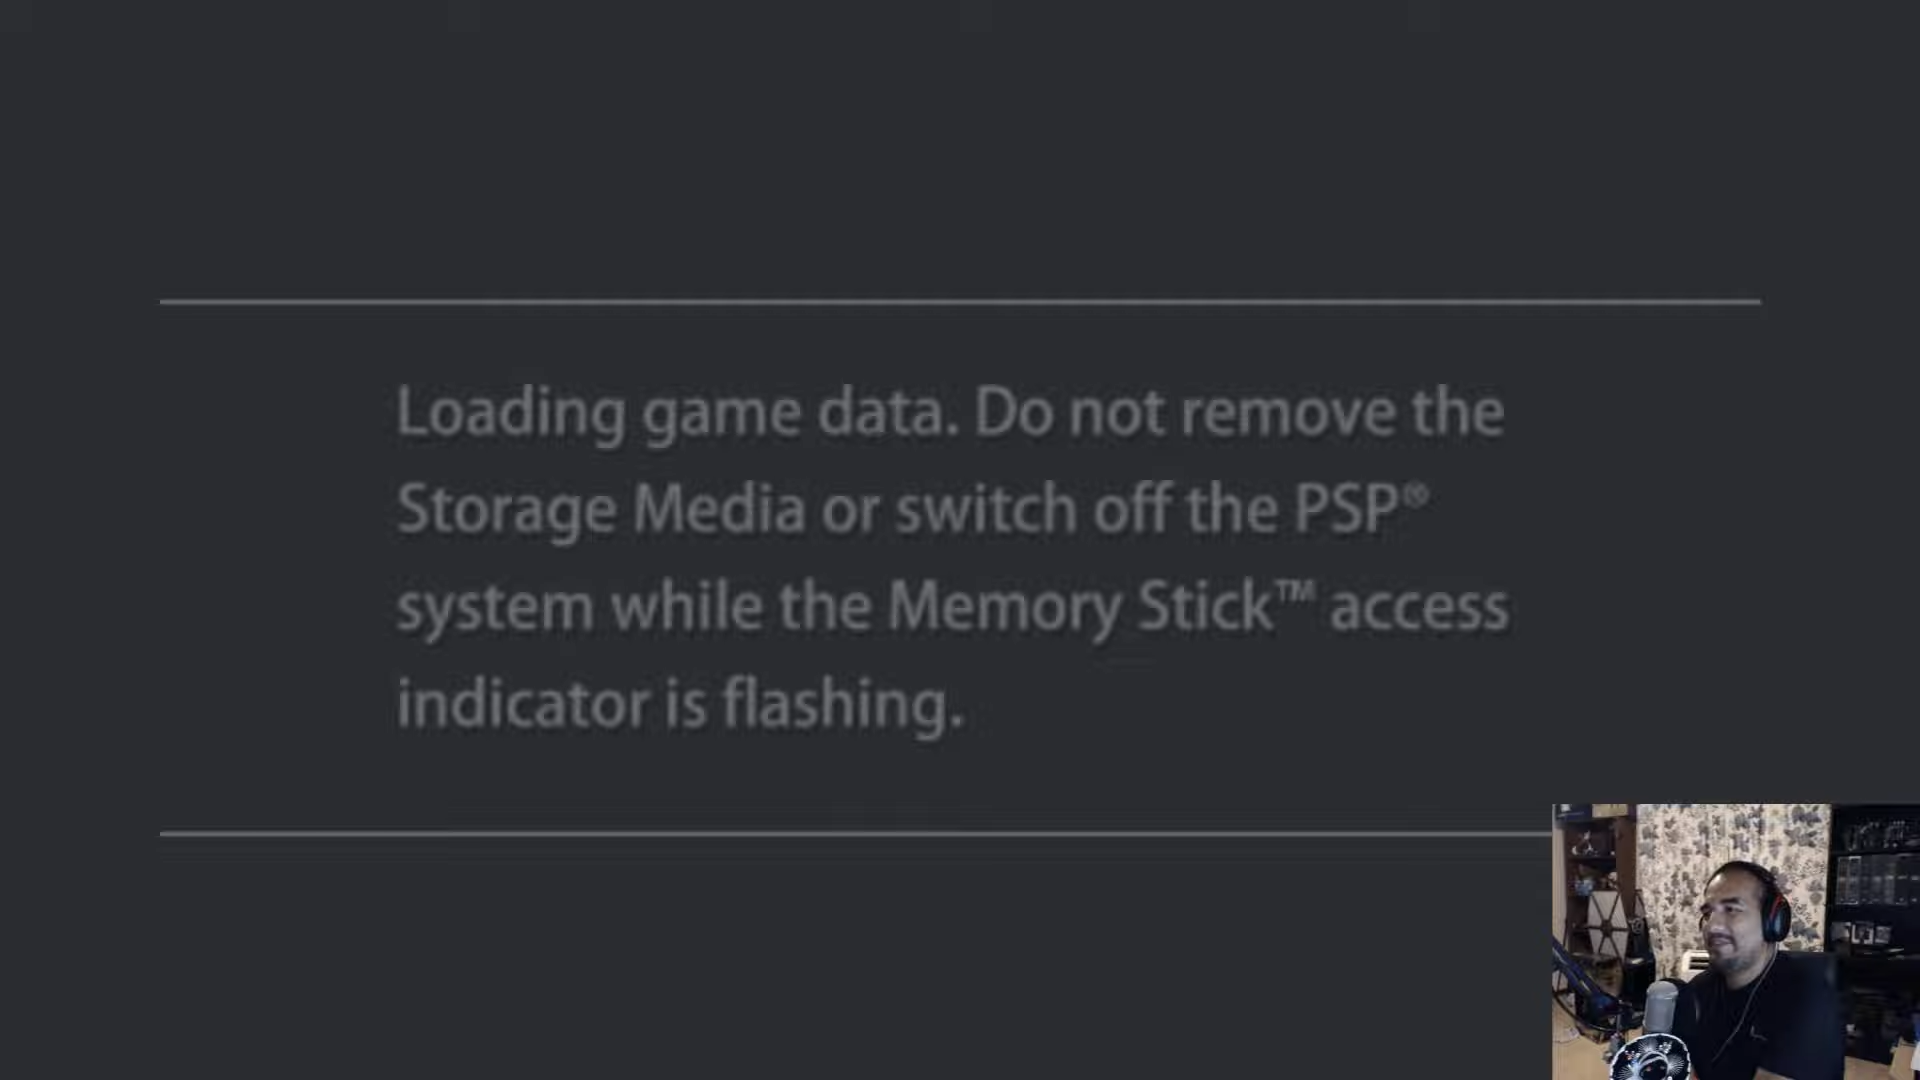 Loading game data. Do not remove the
Storage Media or switch off the PSP®
system while the Memory Stick™ access
indicator is flashing.